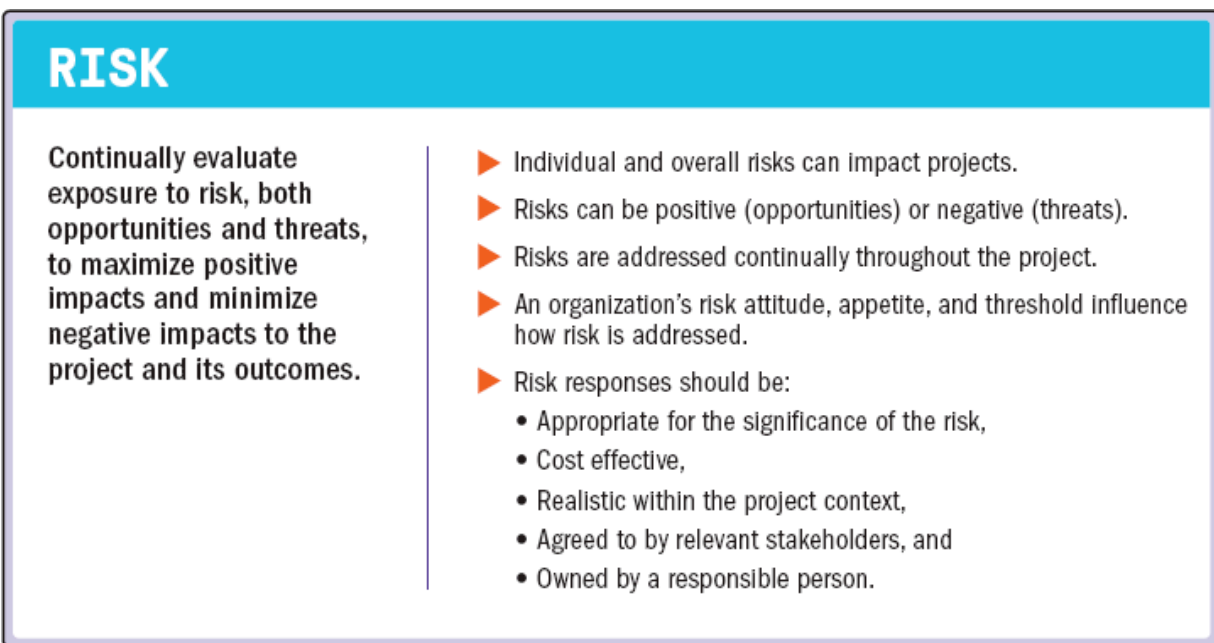 RISK
Continually evaluate
exposure to risk, both
opportunities and threats,
to maximize positive
impacts and minimize
negative impacts to the
project and its outcomes.
▶ Individual and overall risks can impact projects.
▶ Risks can be positive (opportunities) or negative (threats).
▶ Risks are addressed continually throughout the project.
▶ An organization’s risk attitude, appetite, and threshold influence
how risk is addressed.
▶ Risk responses should be:
• Appropriate for the significance of the risk,
• Cost effective,
• Realistic within the project context,
• Agreed to by relevant stakeholders, and
• Owned by a responsible person.